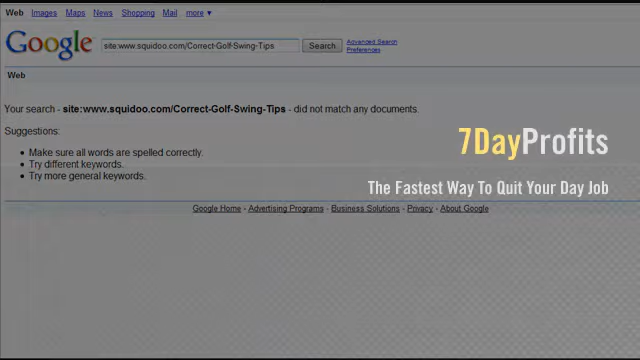 Web Images Maps News Shopping Mail more ▼
Google site:www.squidoo.com/Correct-Golf-Swing-Tips Search Advanced Search
Preferences
Web
Your search - site:www.squidoo.com/Correct-Golf-Swing-Tips - did not match any documents.
Suggestions:
• Make sure all words are spelled correctly.
• Try different keywords.
• Try more general keywords.
7DayProfits
The Fastest Way To Quit Your Day Job
Google Home - Advertising Programs - Business Solutions - Privacy - About Google